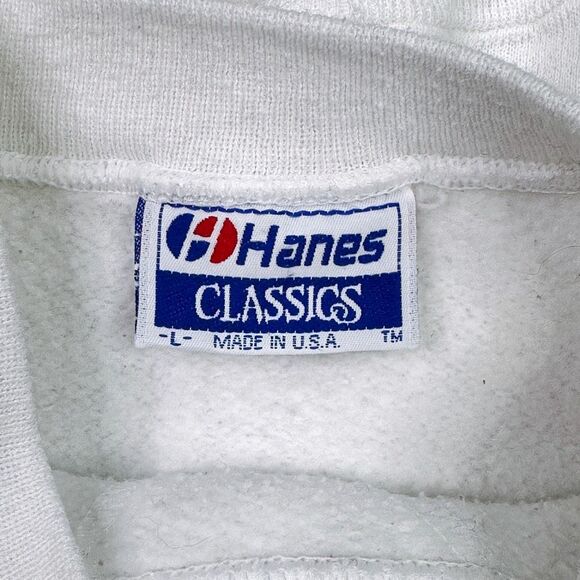 Hanes
CLASSICS
-L- MADE IN U.S.A. TM